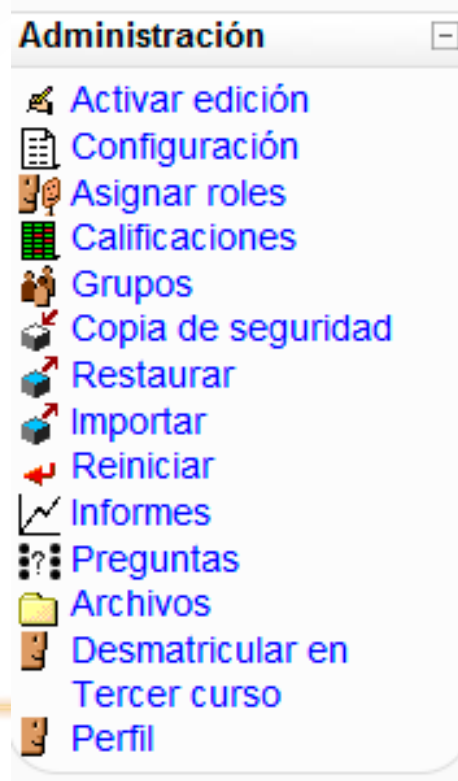 Administración
Activar edición
Configuración
Asignar roles
Calificaciones
Grupos
Copia de seguridad
Restaurar
Importar
Reiniciar
Informes
Preguntas
Archivos
Desmatricular en
Tercer curso
Perfil